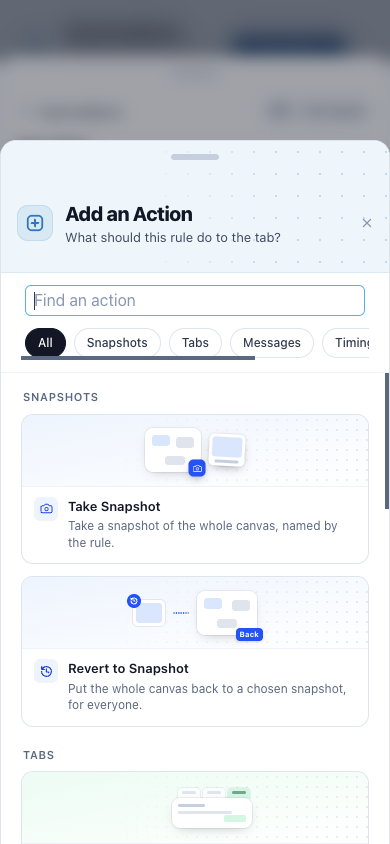 Add an Action
What should this rule do to the tab?
×
Find an action
All
Snapshots
Tabs
Messages
Timing
SNAPSHOTS
Take Snapshot
Take a snapshot of the whole canvas, named by
the rule.
Back
Revert to Snapshot
Put the whole canvas back to a chosen snapshot,
for everyone.
TABS